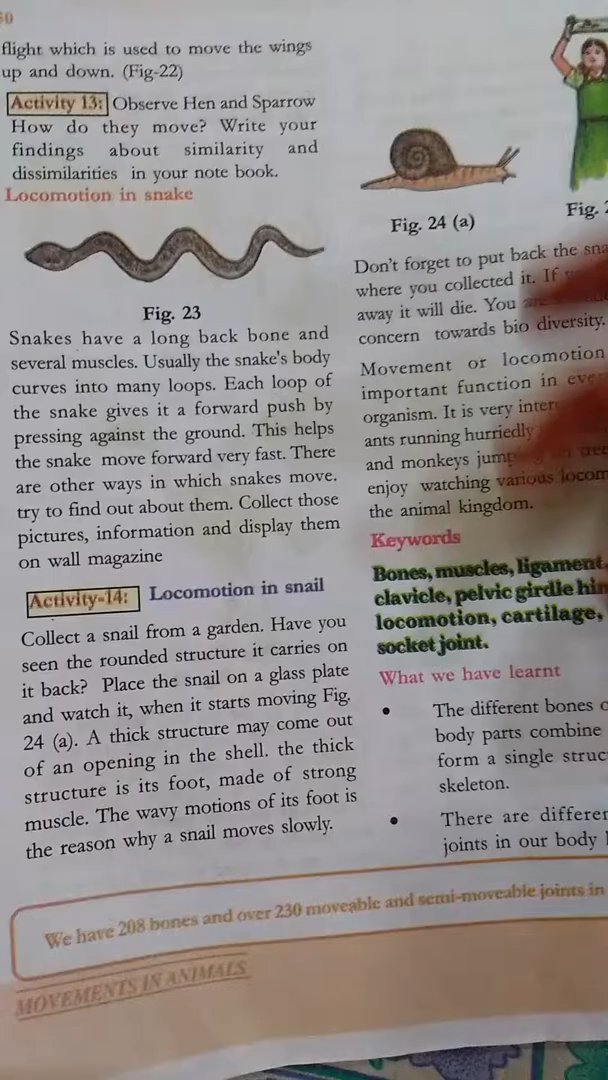 flight which is used to move the wings
up and down. (Fig-22)
Activity 13: Observe Hen and Sparrow
How do they move? Write your
findings about similarity and
dissimilarities in your note book.
Locomotion in snake
Fig. 23
Snakes have a long back bone and
several muscles. Usually the snake's body
curves into many loops. Each loop of
the snake gives it a forward push by
pressing against the ground. This helps
the snake move forward very fast. There
are other ways in which snakes move.
try to find out about them. Collect those
pictures, information and display them
on wall magazine
Activity-14: Locomotion in snail
Collect a snail from a garden. Have you
seen the rounded structure it carries on
it back? Place the snail on a glass plate
and watch it, when it starts moving Fig.
24 (a). A thick structure may come out
of an opening in the shell. the thick
structure is its foot, made of strong
muscle. The wavy motions of its foot is
the reason why a snail moves slowly.
Fig. 24 (a)
Fig.
Don't forget to put back the
where you collected it. If
away it will die. You
concern towards bio diversity.
Movement or locomotion
important function in
organism. It is very
ants running hurriedly
and monkeys
enjoy watching various
the animal kingdom.
Keywords
Bones, muscles, ligament,
clavicle, pelvic girdle
locomotion, cartilage,
socket joint.
What we have learnt
• The different bones
body parts combine
form a single
skeleton.
• There are
joints in our body
We have 208 bones and over 230 moveable and semi-moveable joints in
MOVEMENTS IN ANIMALS